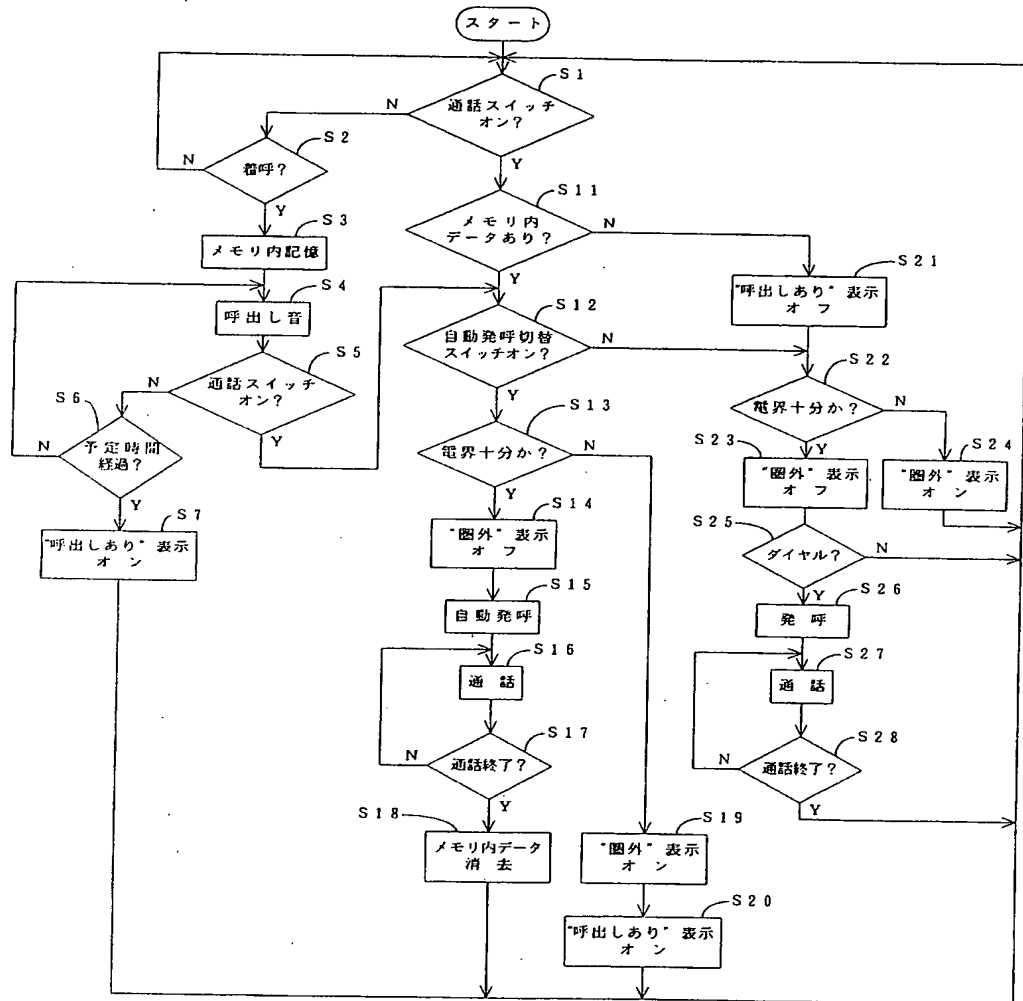 スタート
S1
通話スイッチ
オン?
N
Y
S2
着呼?
N
Y
S3
メモリ内記憶
S4
呼出し音
S5
通話スイッチ
オン?
N
Y
S6
予定時間
経過?
N
Y
S7
"呼出しあり" 表示
オン
S11
メモリ内
データあり?
N
Y
S12
自動発呼切替
スイッチオン?
N
Y
S13
電界十分か?
N
Y
S14
"圏外" 表示
オフ
S15
自動発呼
S16
通話
S17
通話終了?
N
Y
S18
メモリ内データ
消去
S19
"圏外" 表示
オン
S20
"呼出しあり" 表示
オン
S21
"呼出しあり" 表示
オフ
S22
電界十分か?
N
Y
S23
"圏外" 表示
オフ
S24
"圏外" 表示
オン
S25
ダイヤル?
N
Y
S26
発呼
S27
通話
S28
通話終了?
N
Y